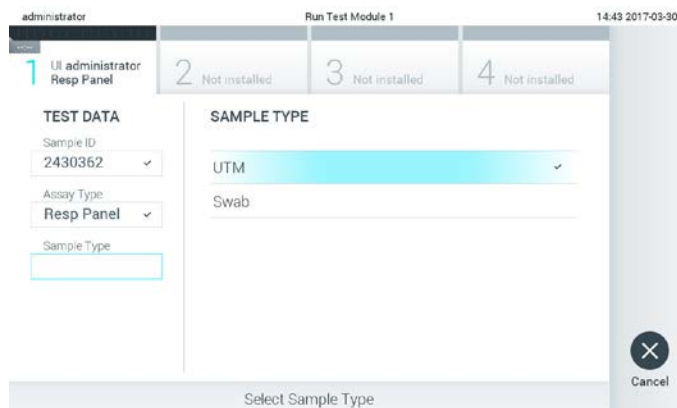 administrator Run Test Module 1 14:43 2017-03-30
1 UI administrator
Resp Panel
2 Not installed
3 Not installed
4 Not installed
TEST DATA
Sample ID
2430362
Assay Type
Resp Panel
Sample Type
SAMPLE TYPE
UTM
Swab
Cancel
Select Sample Type